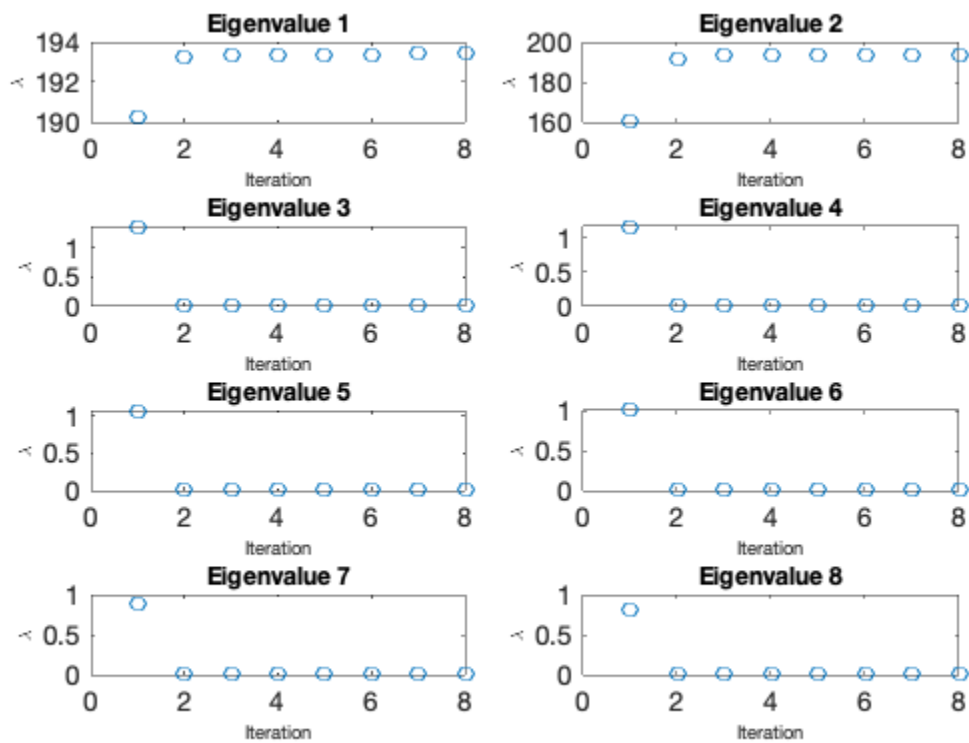 Eigenvalue 1
194
192
190
λ
0
2
4
6
8
Iteration
Eigenvalue 2
200
180
160
λ
0
2
4
6
8
Iteration
Eigenvalue 3
1
0.5
0
λ
0
2
4
6
8
Iteration
Eigenvalue 4
1
0.5
0
λ
0
2
4
6
8
Iteration
Eigenvalue 5
1
0.5
0
λ
0
2
4
6
8
Iteration
Eigenvalue 6
1
0.5
0
λ
0
2
4
6
8
Iteration
Eigenvalue 7
1
0.5
0
λ
0
2
4
6
8
Iteration
Eigenvalue 8
1
0.5
0
λ
0
2
4
6
8
Iteration